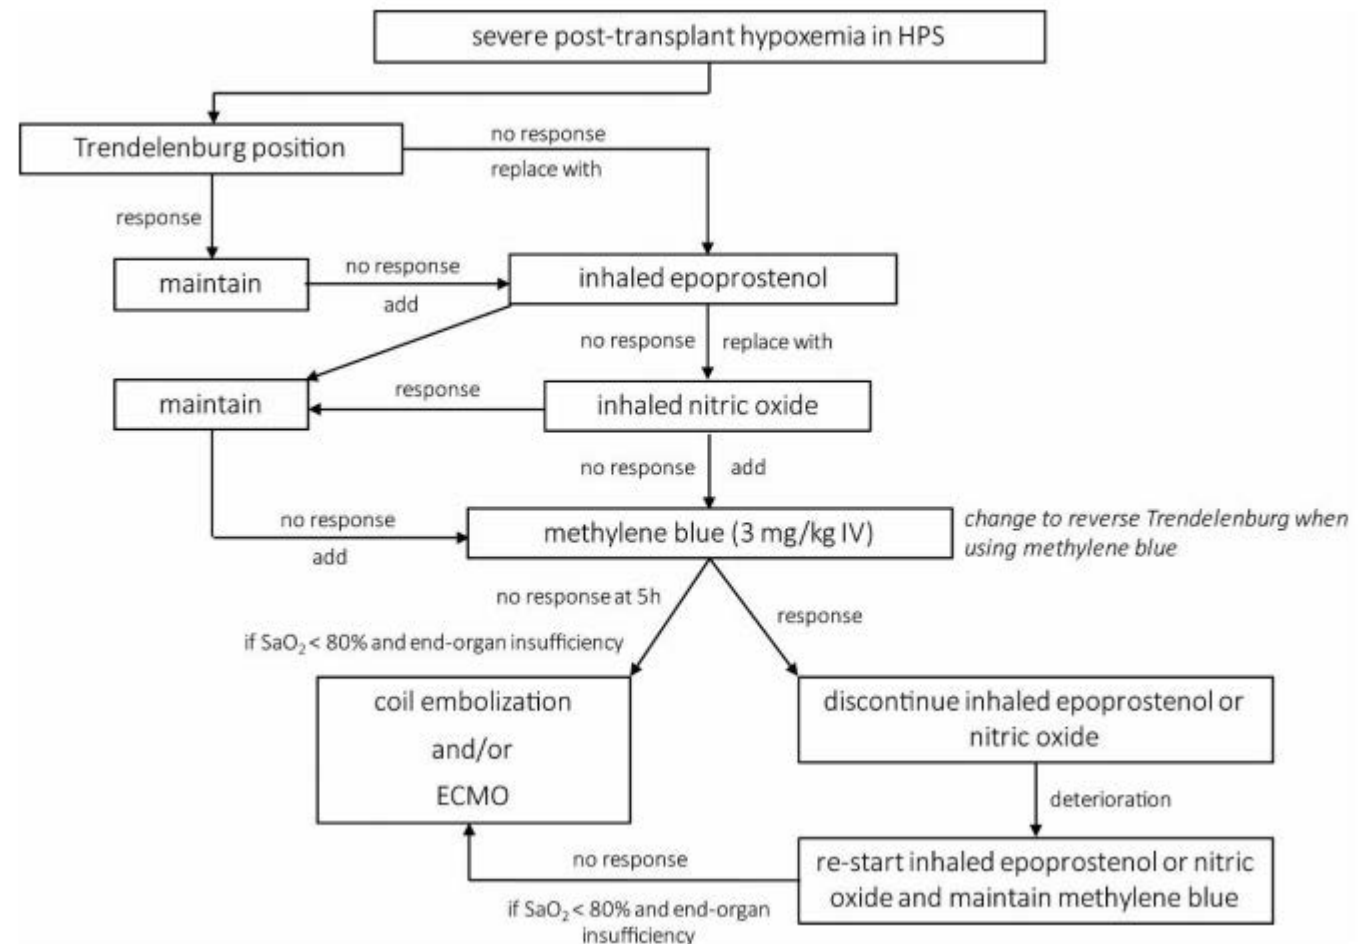 severe post-transplant hypoxemia in HPS
Trendelenburg position
no response
replace with
response
maintain
no response
add
inhaled epoprostenol
no response
replace with
maintain
response
inhaled nitric oxide
no response
add
no response
add
methylene blue (3 mg/kg IV)
change to reverse Trendelenburg when
using methylene blue
no response at 5h
if SaO₂ < 80% and end-organ insufficiency
response
coil embolization
and/or
ECMO
discontinue inhaled epoprostenol or
nitric oxide
deterioration
re-start inhaled epoprostenol or nitric
oxide and maintain methylene blue
no response
if SaO₂ < 80% and end-organ
insufficiency